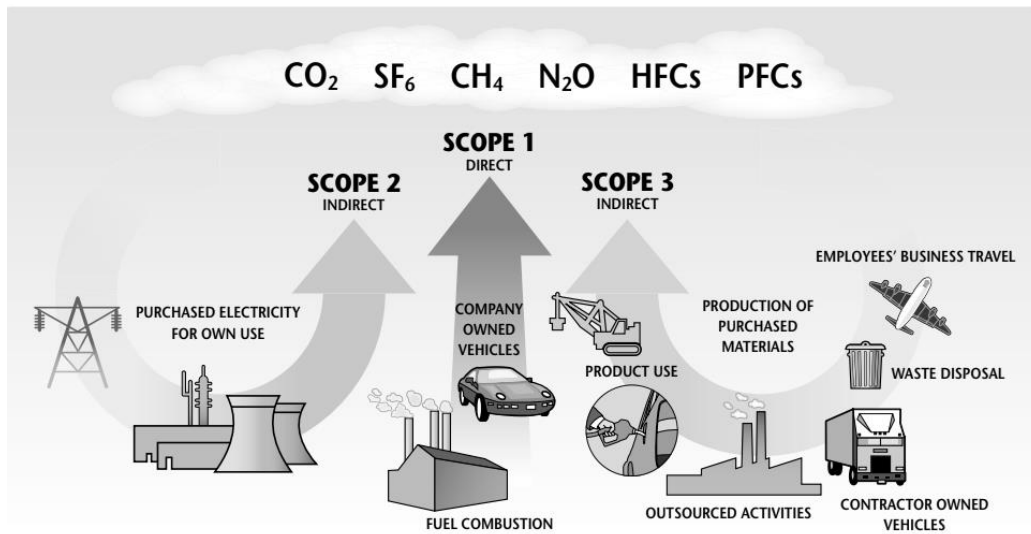 CO₂ SF₆ CH₄ N₂O HFCs PFCs
SCOPE 1
DIRECT
SCOPE 2
INDIRECT
SCOPE 3
INDIRECT
PURCHASED ELECTRICITY
FOR OWN USE
COMPANY
OWNED
VEHICLES
FUEL COMBUSTION
PRODUCT USE
PRODUCTION OF
PURCHASED
MATERIALS
OUTSOURCED ACTIVITIES
EMPLOYEES' BUSINESS TRAVEL
WASTE DISPOSAL
CONTRACTOR OWNED
VEHICLES